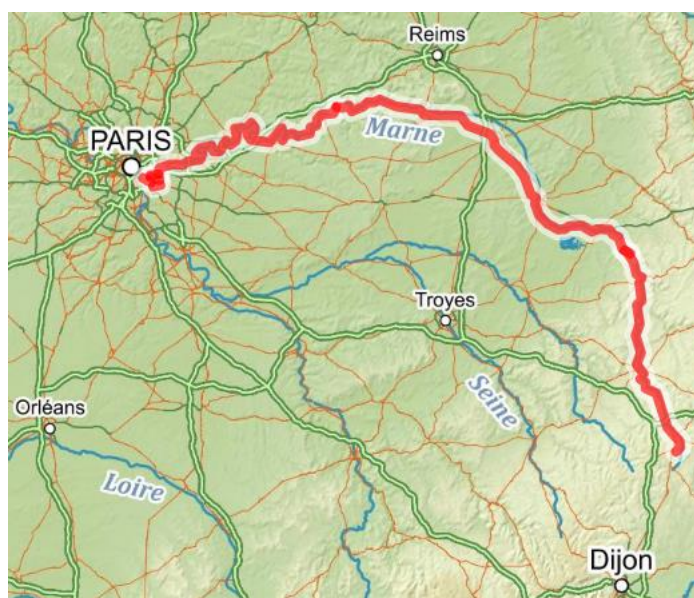 Reims
PARIS
Marne
Troyes
Seine
Orléans
Loire
Dijon